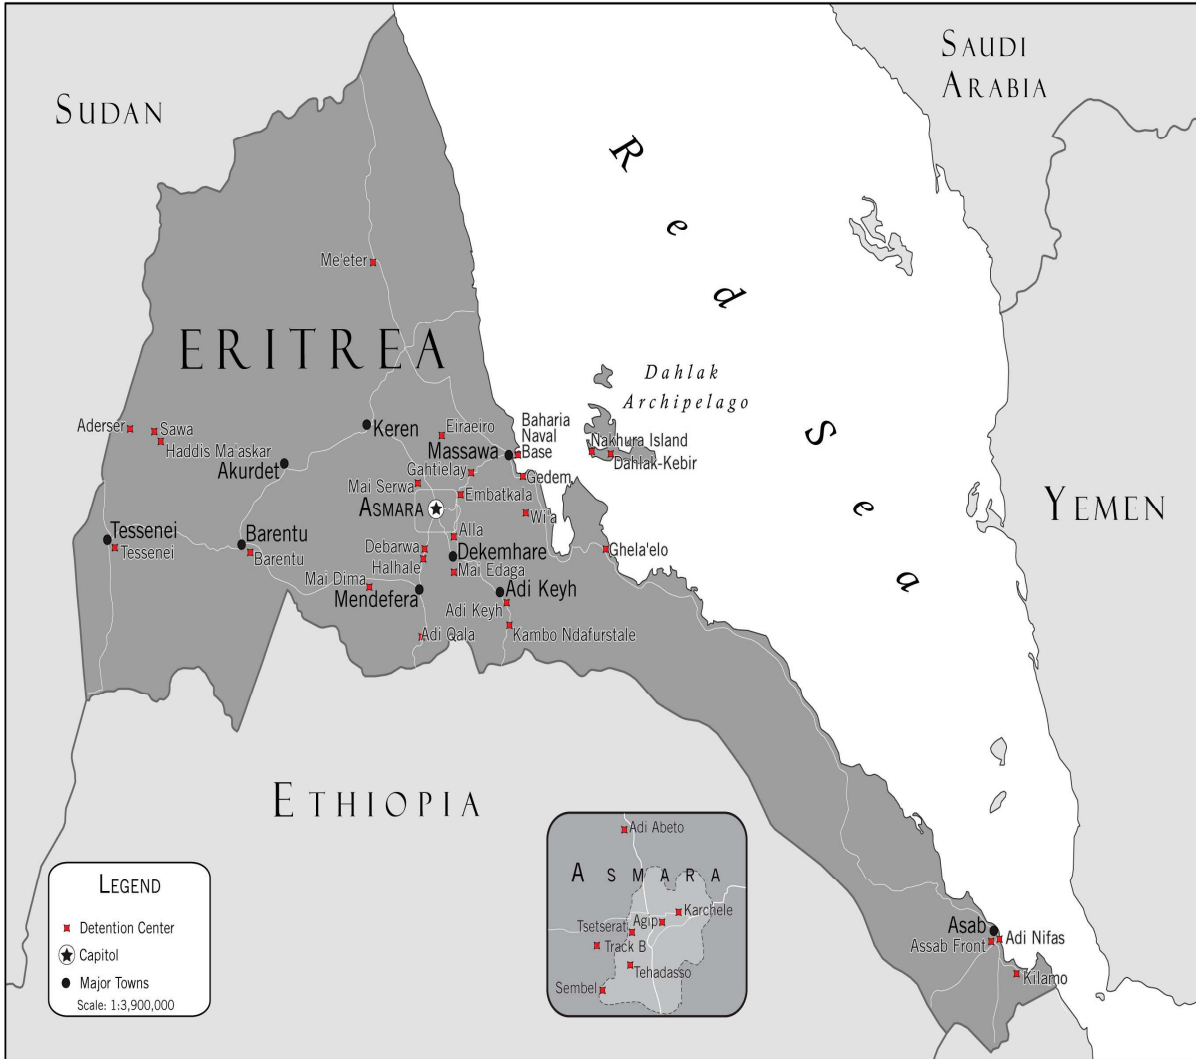 SUDAN
SAUDI
ARABIA
Red Sea
Me'eter
ERITREA
Dahlak
Archipelago
Aderser
Sawa
Haddis Ma'askar
Keren
Eiraeiro
Baharia
Naval
Base
Massawa
Nakhura Island
Dahlak-Kebir
Akurdet
Gahtielay
Gedem
Mai Serwa
Embatkala
ASMARA
Wi'a
YEMEN
Tessenei
Tessenei
Barentu
Barentu
Alla
Debarwa
Dekemhare
Ghela'elo
Halhale
Mai Edaga
Mai Dima
Mendefera
Adi Keyh
Adi Keyh
Adi Qala
Kambo Ndafurstale
ETHIOPIA
Adi Abeto
ASMARA
Karchele
Agip
Tsetserat
Track B
Tehadasso
Sembel
Asab
Assab Front
Adi Nifas
Kilamo
LEGEND
Detention Center
Capitol
Major Towns
Scale: 1:3,900,000